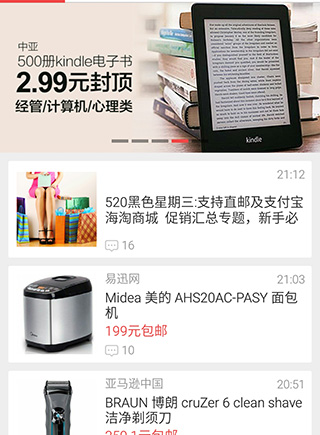 中亚
500册kindle电子书
2.99元封顶
经管/计算机/心理类
kindle
21:12
520黑色星期三:支持直邮及支付宝
海淘商城 促销汇总专题，新手必
16
易迅网
21:03
Midea 美的 AHS20AC-PASY 面包
机
199元包邮
10
亚马逊中国
20:51
BRAUN 博朗 cruZer 6 clean shave
洁净剃须刀